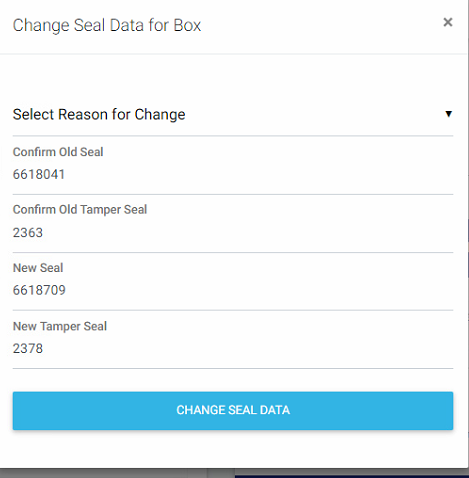 Change Seal Data for Box ×
Select Reason for Change ▼
Confirm Old Seal
6618041
Confirm Old Tamper Seal
2363
New Seal
6618709
New Tamper Seal
2378
CHANGE SEAL DATA